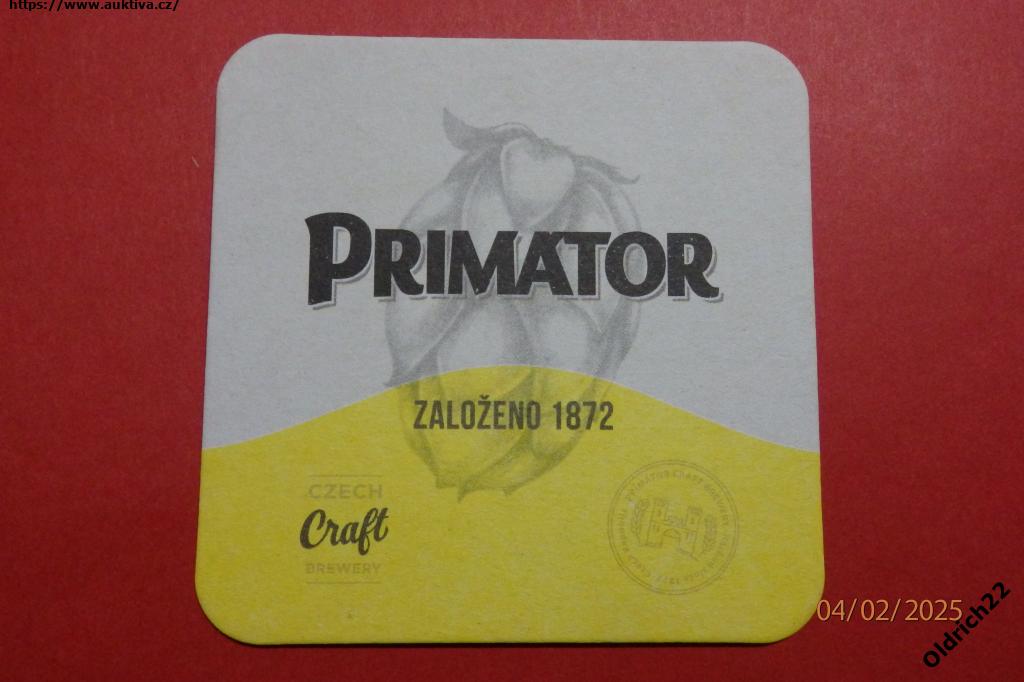 https://www.auktiva.cz/
PRIMATOR
ZALOŽENO 1872
CZECH
Craft
BREWERY
04/02/2025
Oldrich22